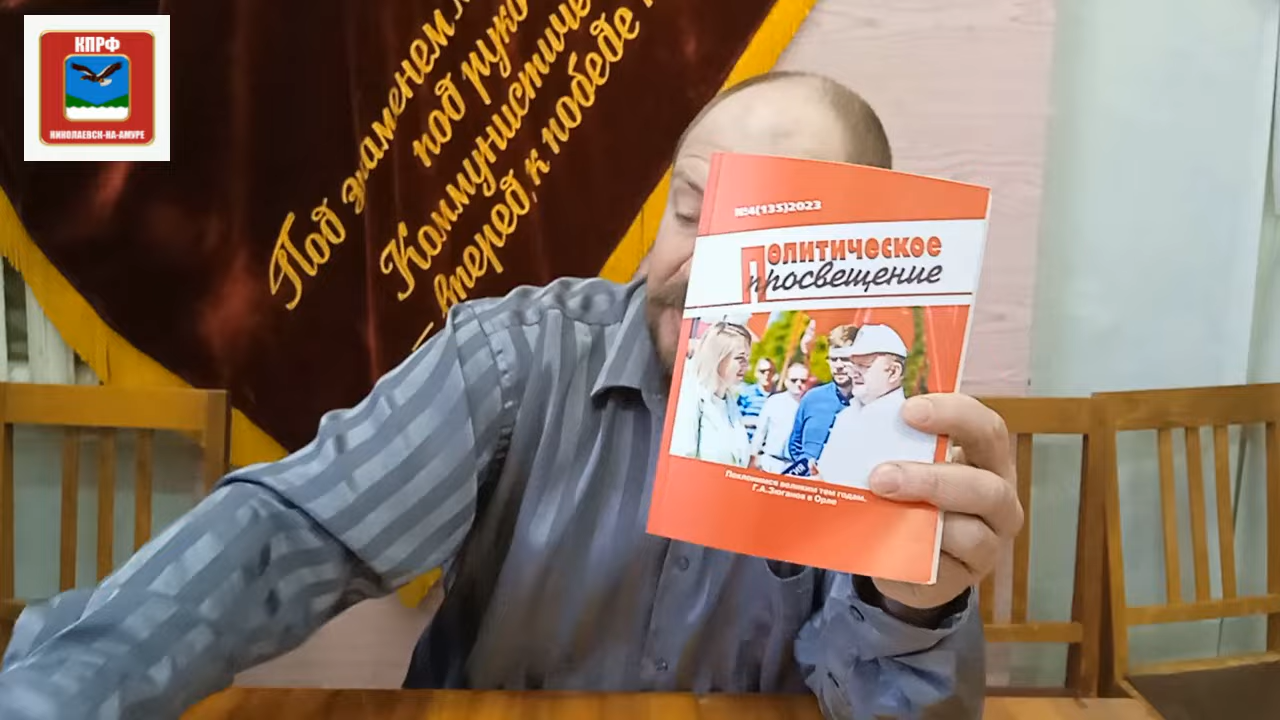 КПРФ
НИКОЛАЕВСК-НА-АМУРЕ
Под знаменем
под
Коммунистиче
вперед, к победе
№4(135)2023
Политическое
просвещение
Поклонимся великим тем годам.
Г.А.Зюганов в Орле